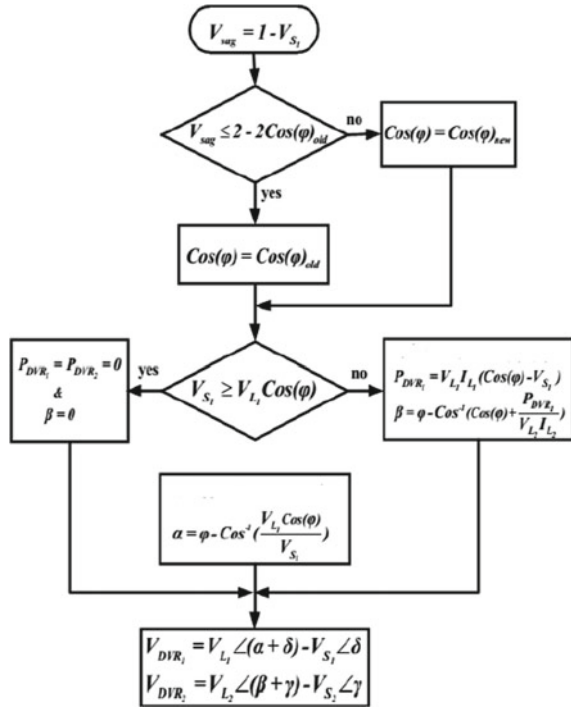 V_sag = 1 - V_S₁
V_sag ≤ 2 - 2Cos(φ)_old
no
Cos(φ) = Cos(φ)_new
yes
Cos(φ) = Cos(φ)_old
P_DVR₁ = P_DVR₂ = 0
&
β = 0
yes
V_S₁ ≥ V_L₁ Cos(φ)
no
P_DVR₁ = V_L₁ I_L₁ (Cos(φ) - V_S₁)
β = φ - Cos⁻¹(Cos(φ) + P_DVR₁ / V_L₂ I_L₂)
α = φ - Cos⁻¹(V_L₁ Cos(φ) / V_S₁)
V_DVR₁ = V_L₁∠(α + δ) - V_S₁∠δ
V_DVR₂ = V_L₂∠(β + γ) - V_S₂∠γ